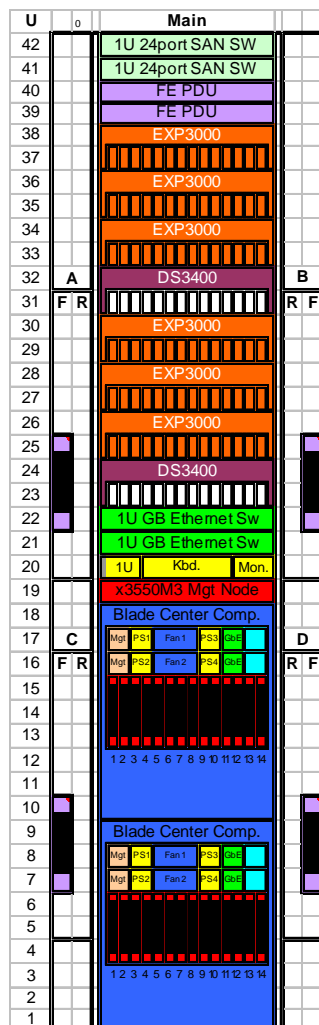 U 0 Main
42 1U 24port SAN SW
41 1U 24port SAN SW
40 FE PDU
39 FE PDU
38 EXP3000
37
36 EXP3000
35
34 EXP3000
33
32 A DS3400 B
31 F R R F
30 EXP3000
29
28 EXP3000
27
26 EXP3000
25
24 DS3400
23
22 1U GB Ethernet Sw
21 1U GB Ethernet Sw
20 1U Kbd. Mon.
19 x3550M3 Mgt Node
18 Blade Center Comp.
17 C Mgt PS1 Fan 1 PS3 GbE D
16 F R Mgt PS2 Fan 2 PS4 GbE R F
15
14
13
12 1 2 3 4 5 6 7 8 9 10 11 12 13 14
11
10
9 Blade Center Comp.
8 Mgt PS1 Fan 1 PS3 GbE
7 Mgt PS2 Fan 2 PS4 GbE
6
5
4
3 1 2 3 4 5 6 7 8 9 10 11 12 13 14
2
1